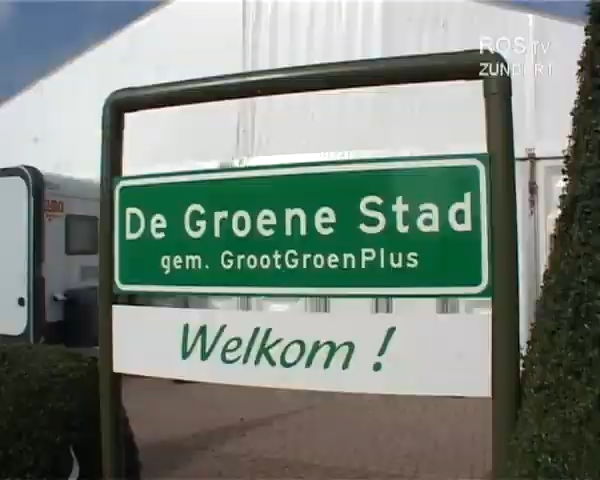 ROS TV
ZUNDERT
De Groene Stad
gem. GrootGroenPlus
Welkom !